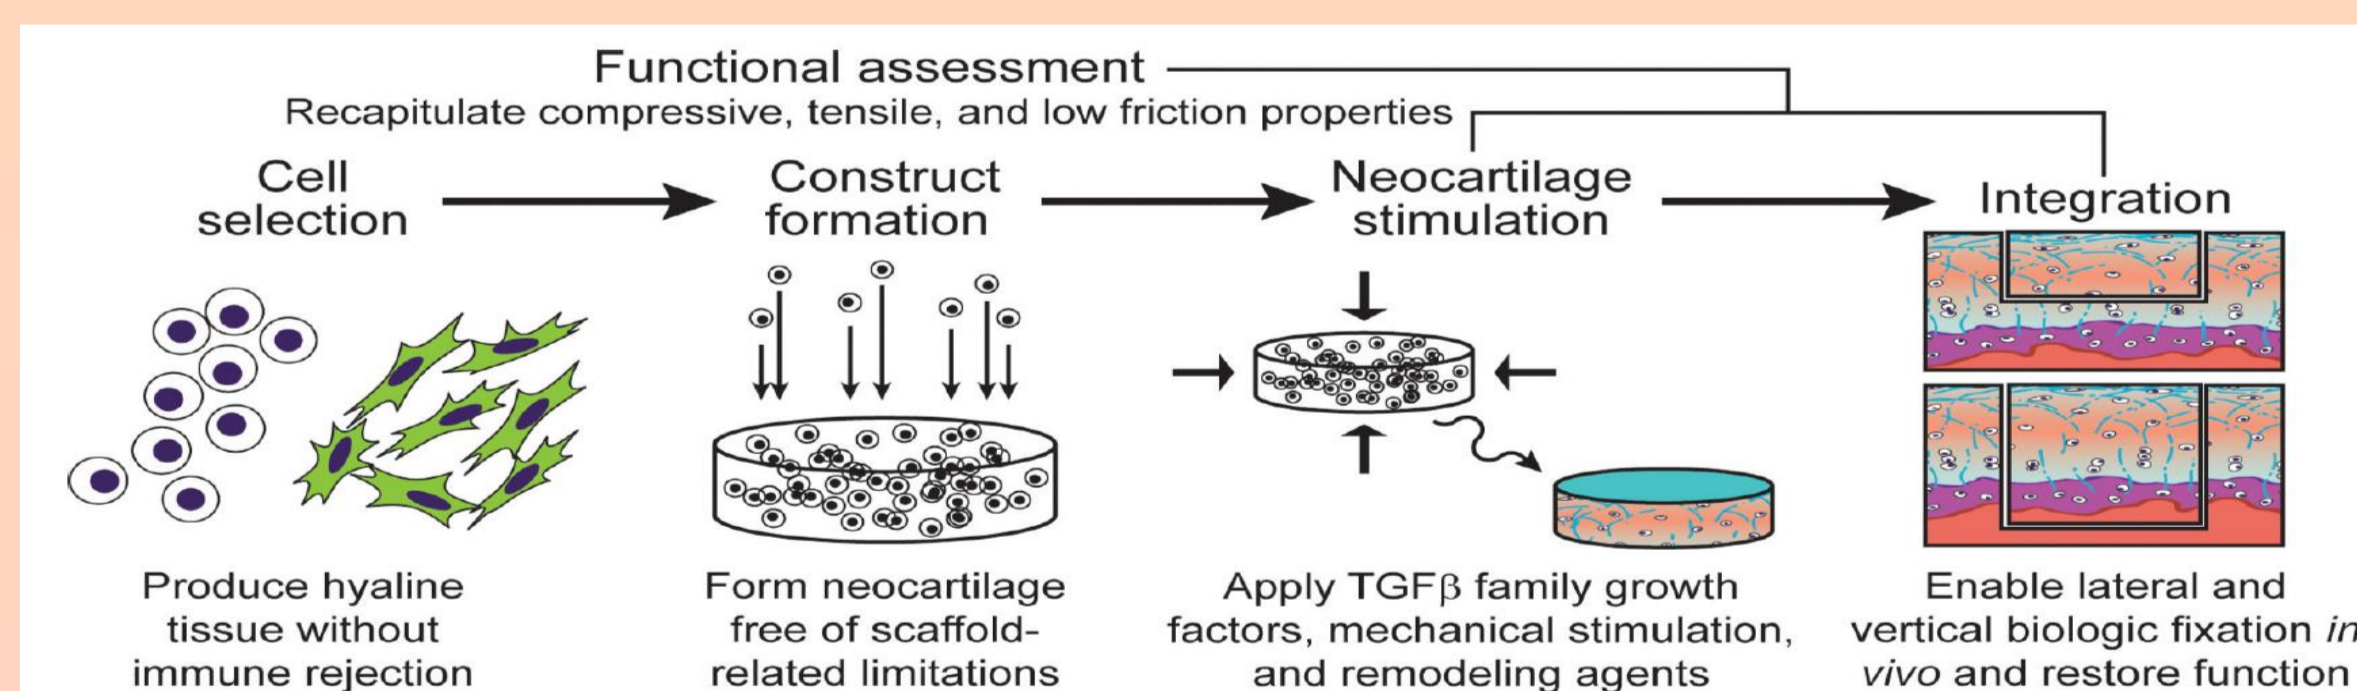 Functional assessment
Recapitulate compressive, tensile, and low friction properties
Cell
selection
Construct
formation
Neocartilage
stimulation
Integration
Produce hyaline
tissue without
immune rejection
Form neocartilage
free of scaffold-
related limitations
Apply TGFβ family growth
factors, mechanical stimulation,
and remodeling agents
Enable lateral and
vertical biologic fixation in
vivo and restore function